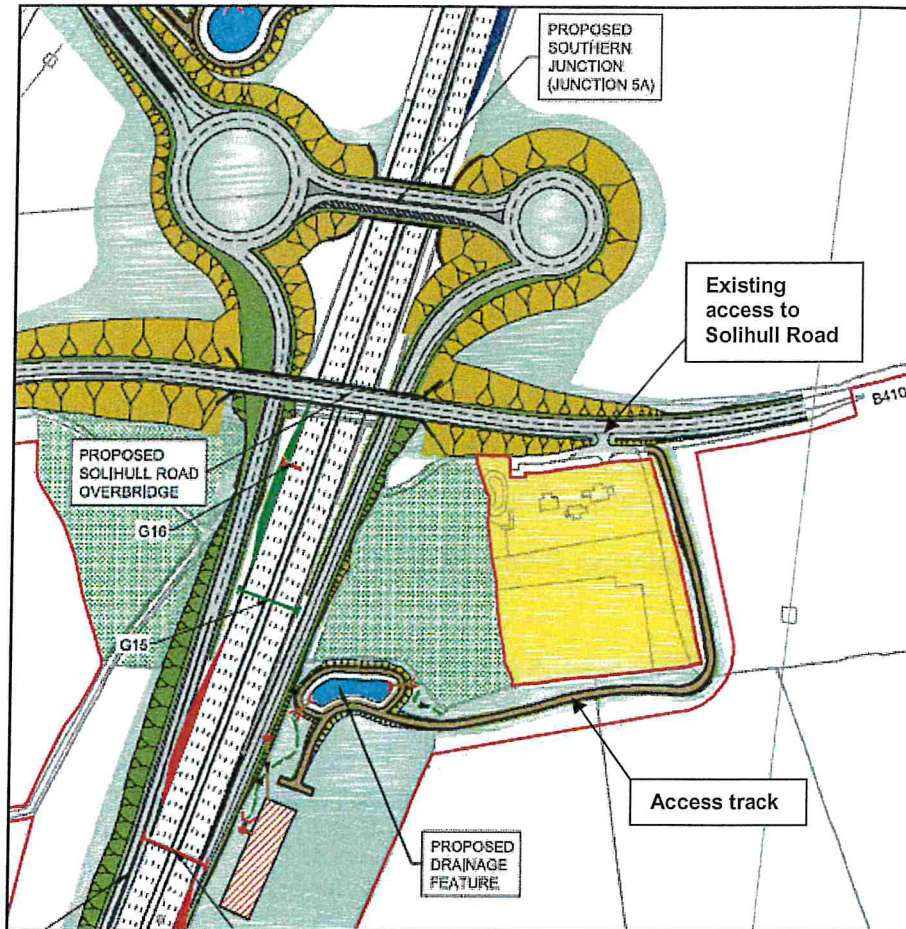 PROPOSED
SOUTHERN
JUNCTION
(JUNCTION 5A)
Existing
access to
Solihull Road
B410
PROPOSED
SOLIHULL ROAD
OVERBRIDGE
G16
G15
Access track
PROPOSED
DRAINAGE
FEATURE